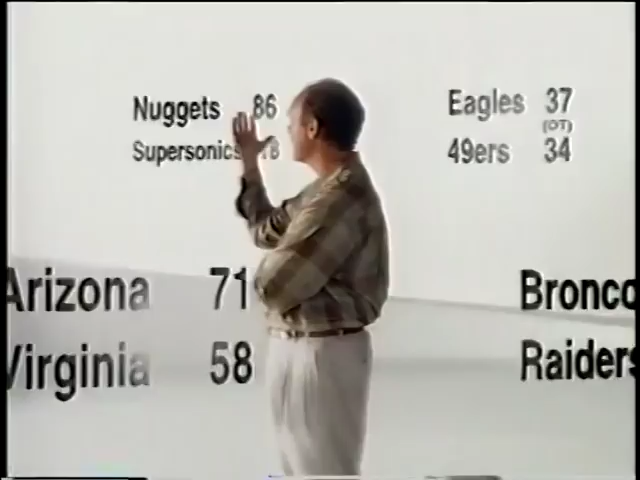 Nuggets 86
Supersonics
Eagles 37
(OT)
49ers 34
Arizona 71
Virginia 58
Bronco
Raiders